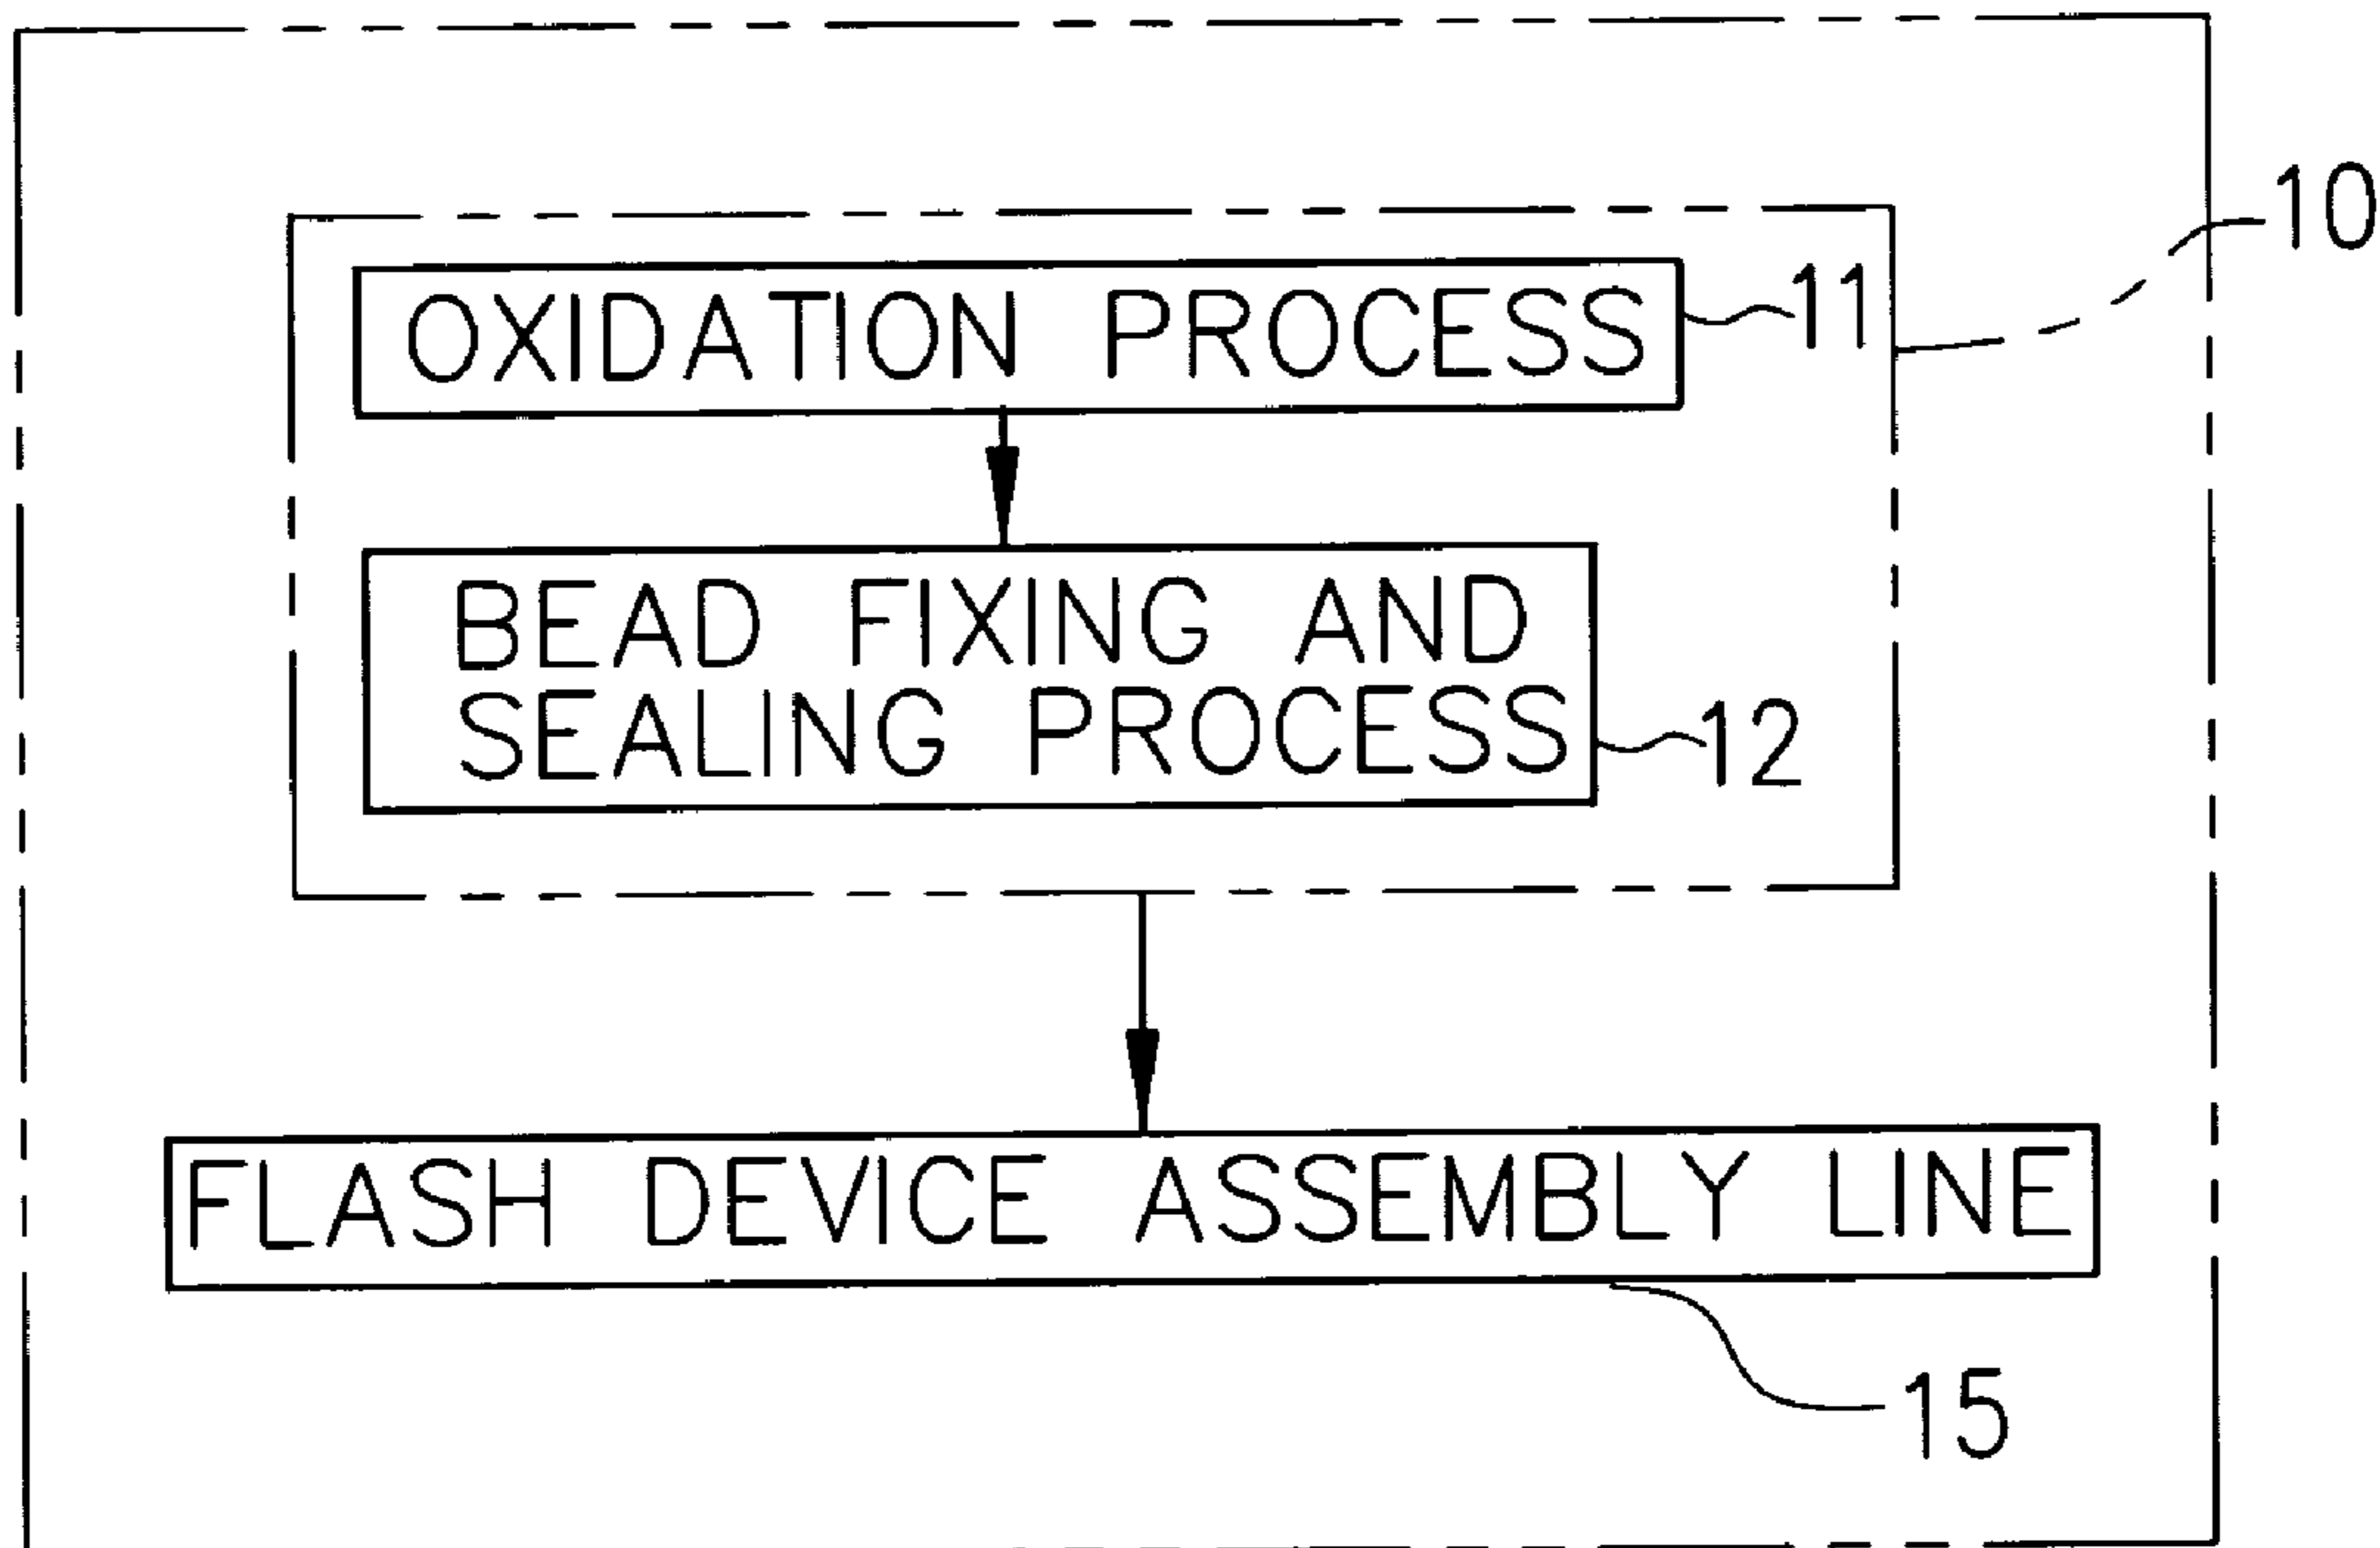 10
OXIDATION PROCESS
11
BEAD FIXING AND
SEALING PROCESS
12
FLASH DEVICE ASSEMBLY LINE
15